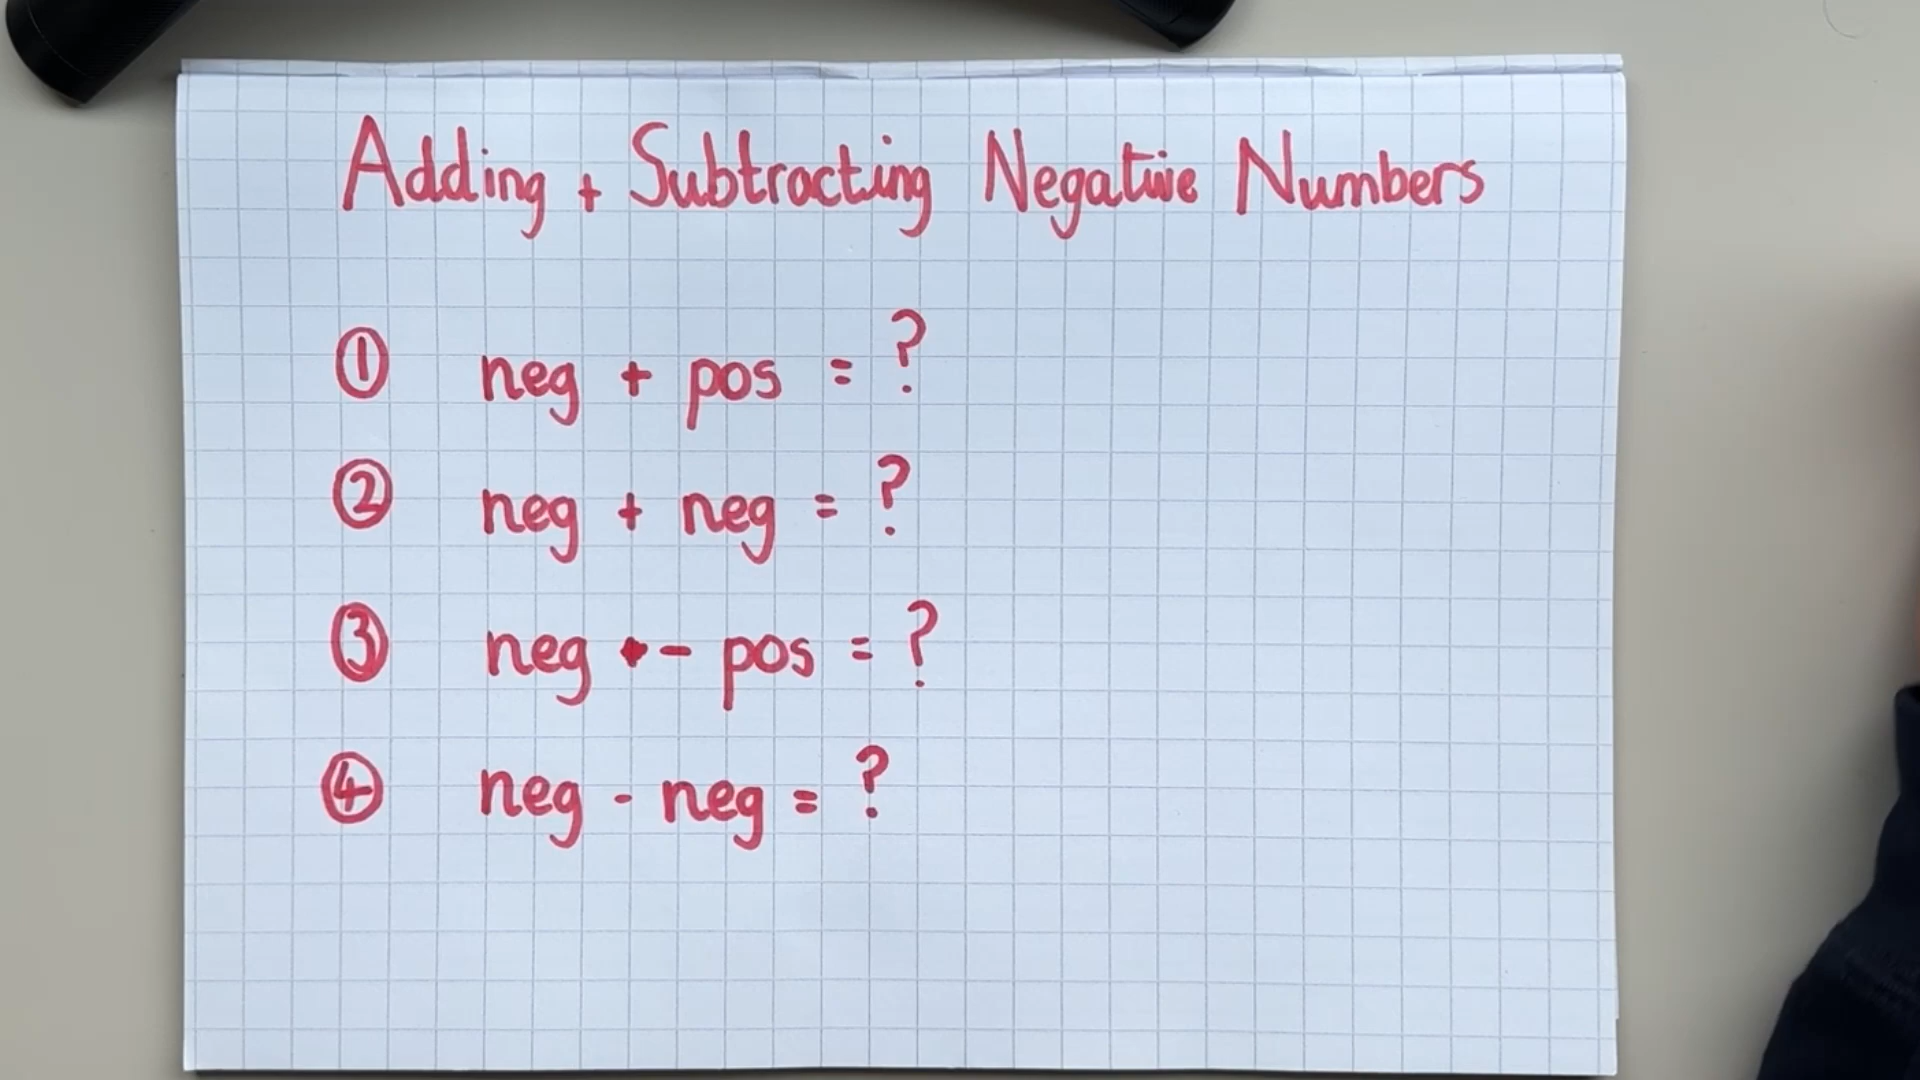 Adding + Subtracting Negative Numbers
① neg + pos = ?
② neg + neg = ?
③ neg - pos = ?
④ neg - neg = ?